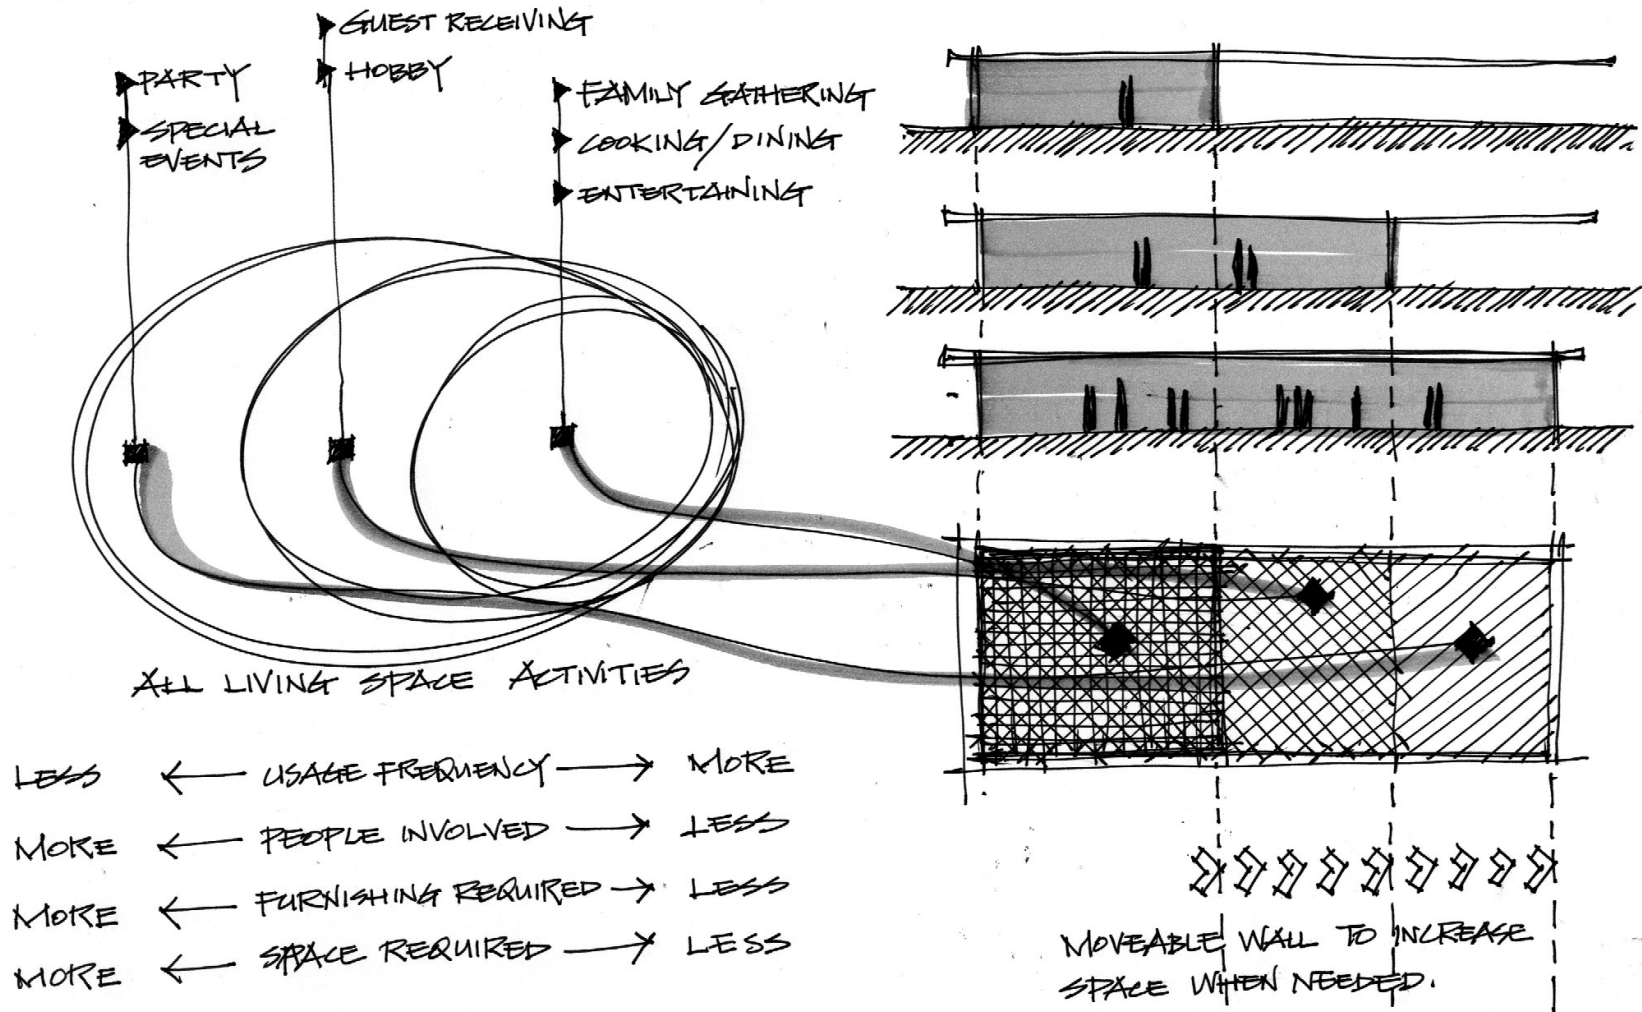 GUEST RECEIVING
HOBBY
PARTY
SPECIAL
EVENTS
FAMILY GATHERING
COOKING/DINING
ENTERTAINING
ALL LIVING SPACE ACTIVITIES
LESS ← USAGE FREQUENCY → MORE
MORE ← PEOPLE INVOLVED → LESS
MORE ← FURNISHING REQUIRED → LESS
MORE ← SPACE REQUIRED → LESS
MOVEABLE WALL TO INCREASE
SPACE WHEN NEEDED.